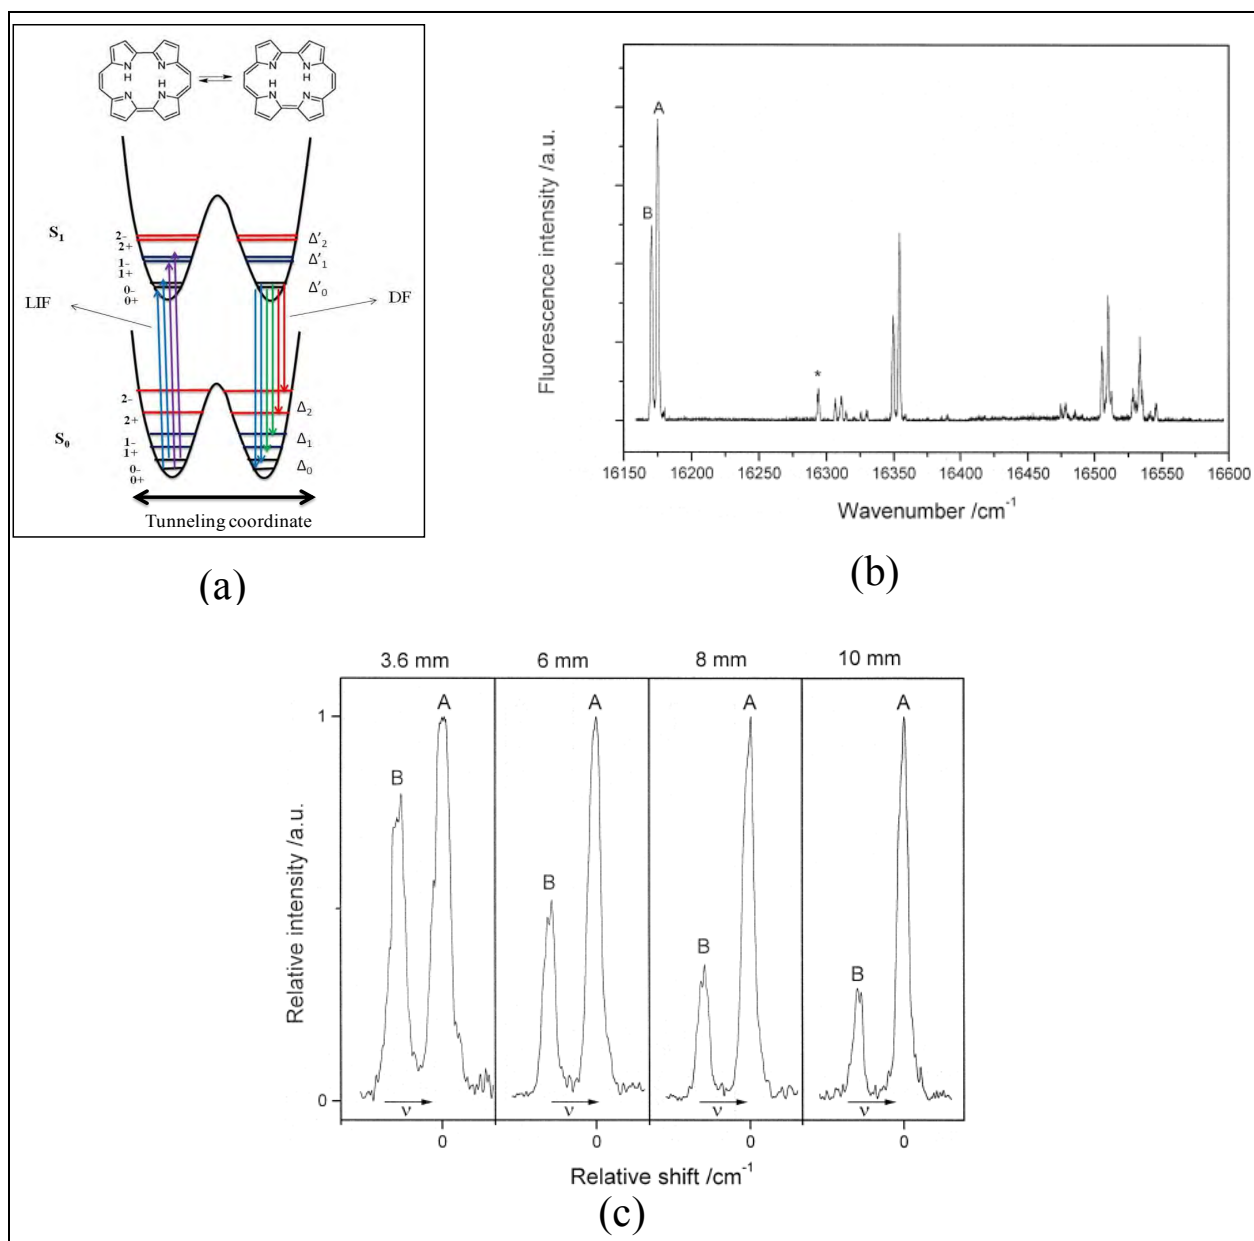 N N
H
H
N N
N N
H
H
N N
S₁
2-
2+
1-
1+
0-
0+
Δ'₂
Δ'₁
Δ'₀
LIF
DF
S₀
2-
2+
1-
1+
0-
0+
Δ₂
Δ₁
Δ₀
Tunneling coordinate
(a)
Fluorescence intensity /a.u.
B
A
*
16150 16200 16250 16300 16350 16400 16450 16500 16550 16600
Wavenumber /cm⁻¹
(b)
3.6 mm 6 mm 8 mm 10 mm
Relative intensity /a.u.
1
0
B A
B A
B A
B A
ν ν ν ν
0 0 0 0
Relative shift /cm⁻¹
(c)